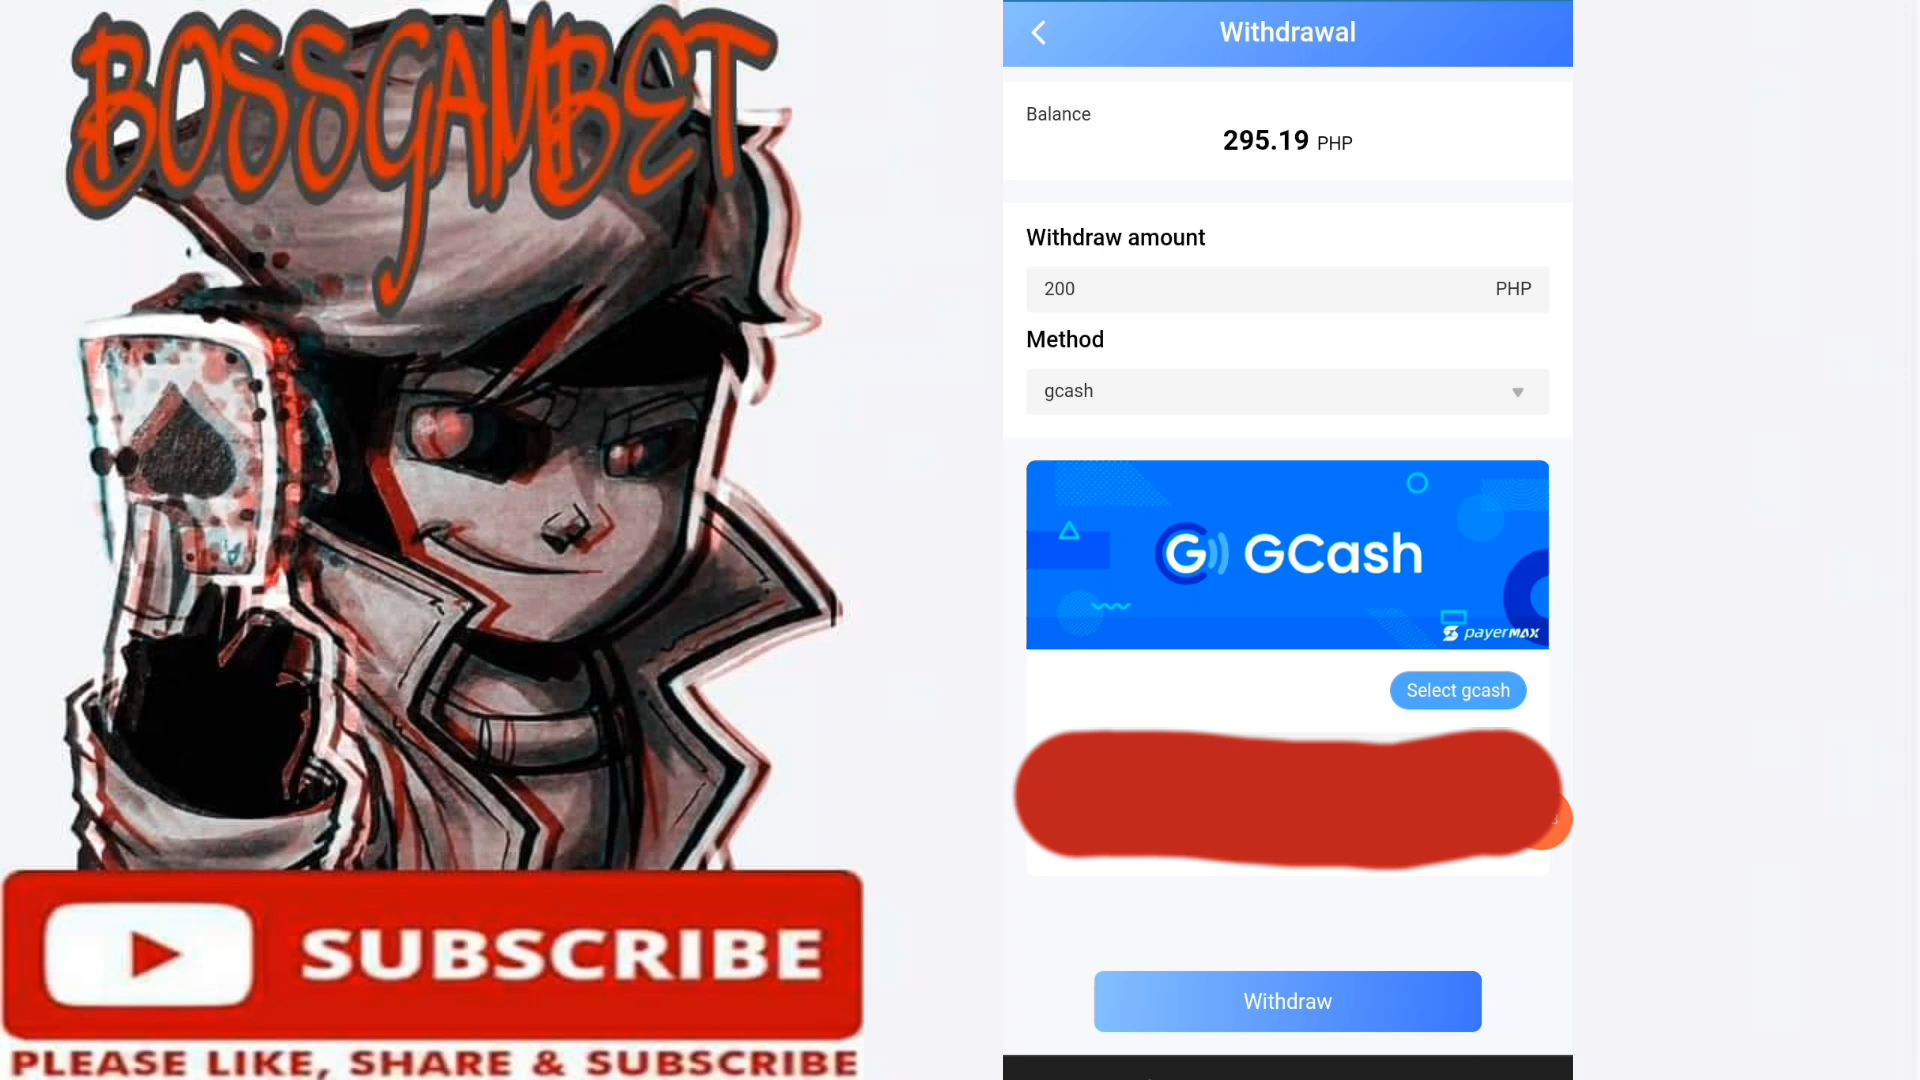 BOSSGAMBET
SUBSCRIBE
PLEASE LIKE, SHARE & SUBSCRIBE
Withdrawal
Balance
295.19 PHP
Withdraw amount
200 PHP
Method
gcash
G GCash
payermax
Select gcash
Withdraw